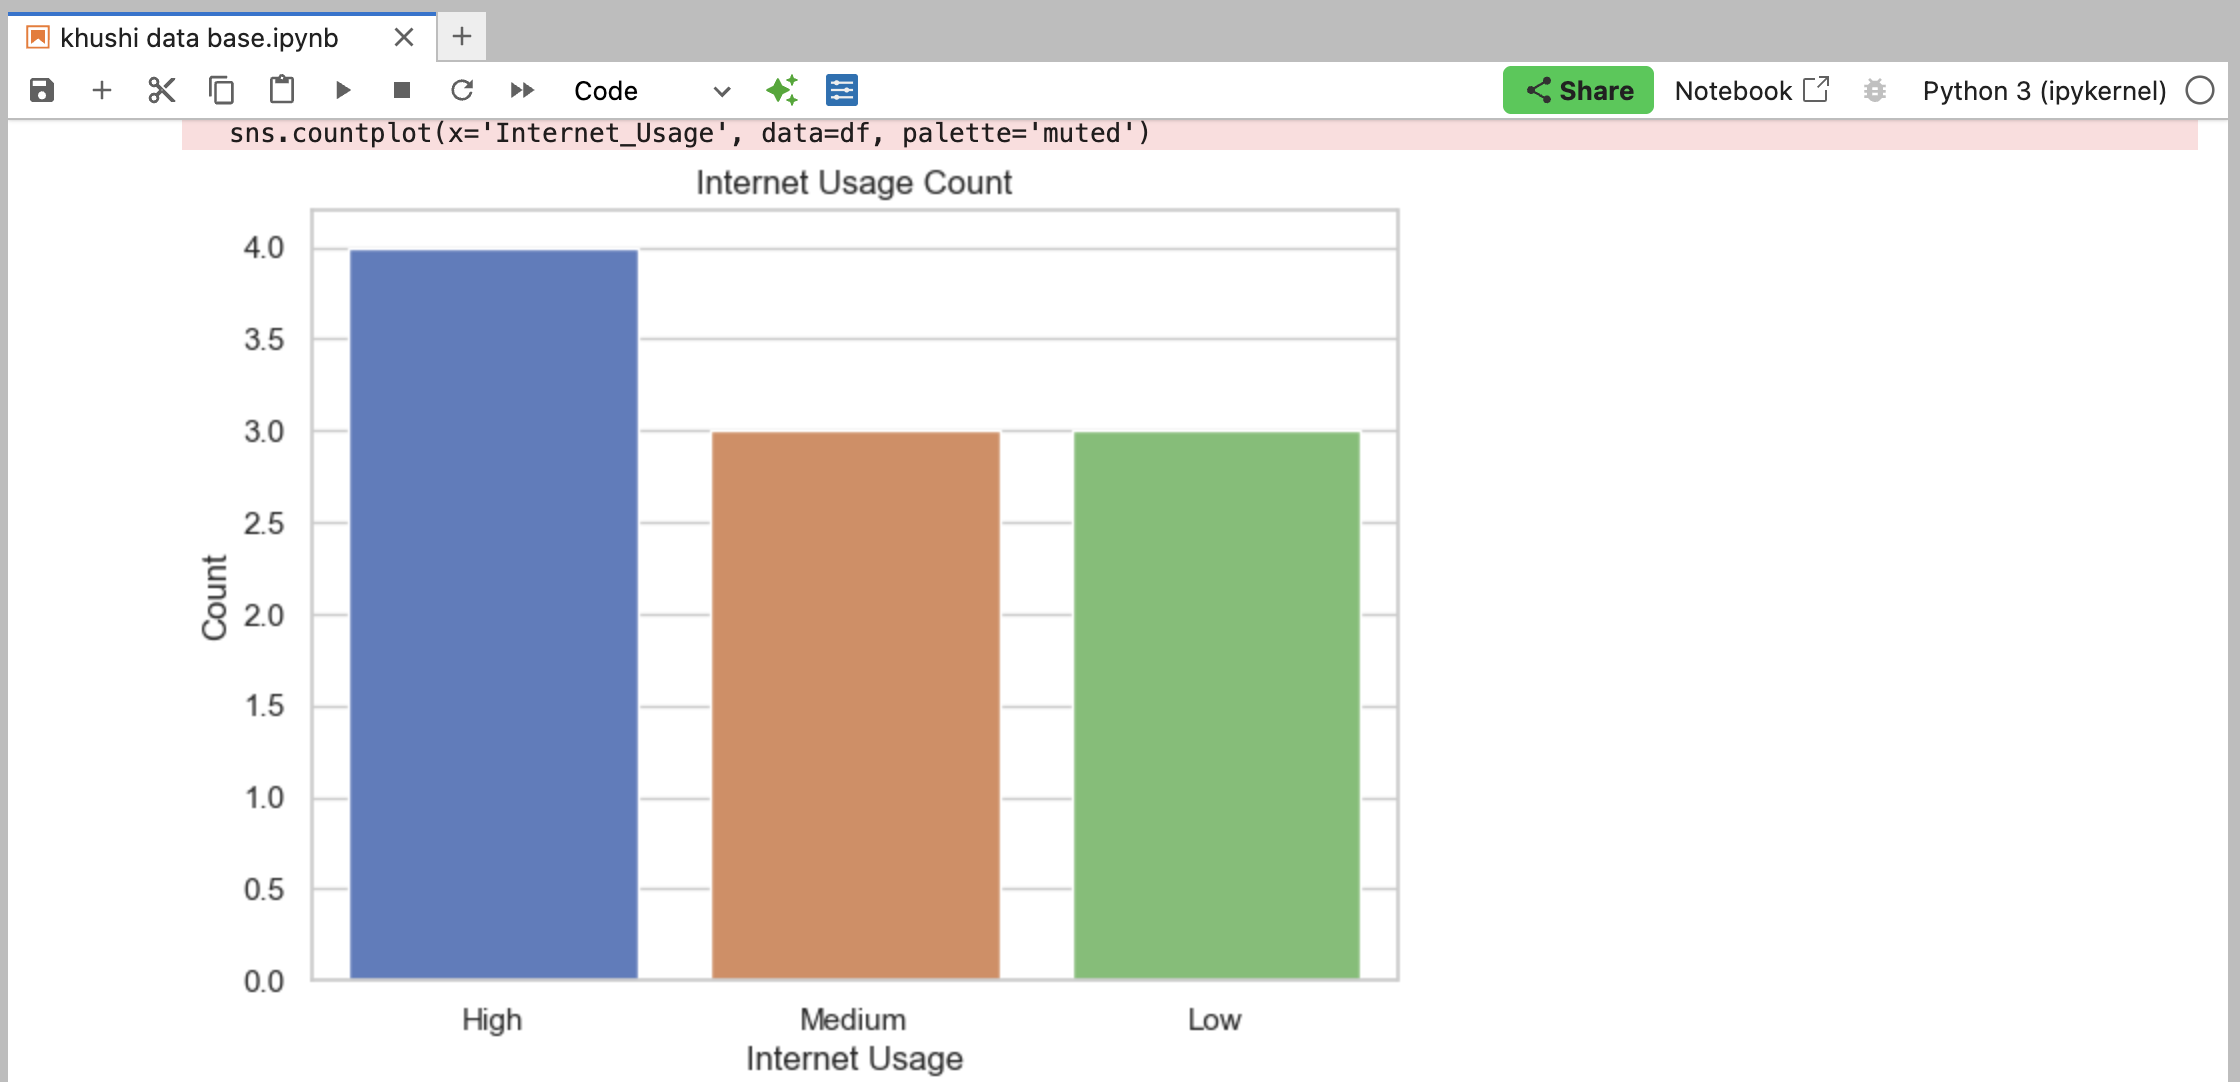 khushi data base.ipynb
Code
Share
Notebook
Python 3 (ipykernel)
sns.countplot(x='Internet_Usage', data=df, palette='muted')
Internet Usage Count
4.0
3.5
3.0
2.5
2.0
1.5
1.0
0.5
0.0
Count
High
Medium
Low
Internet Usage